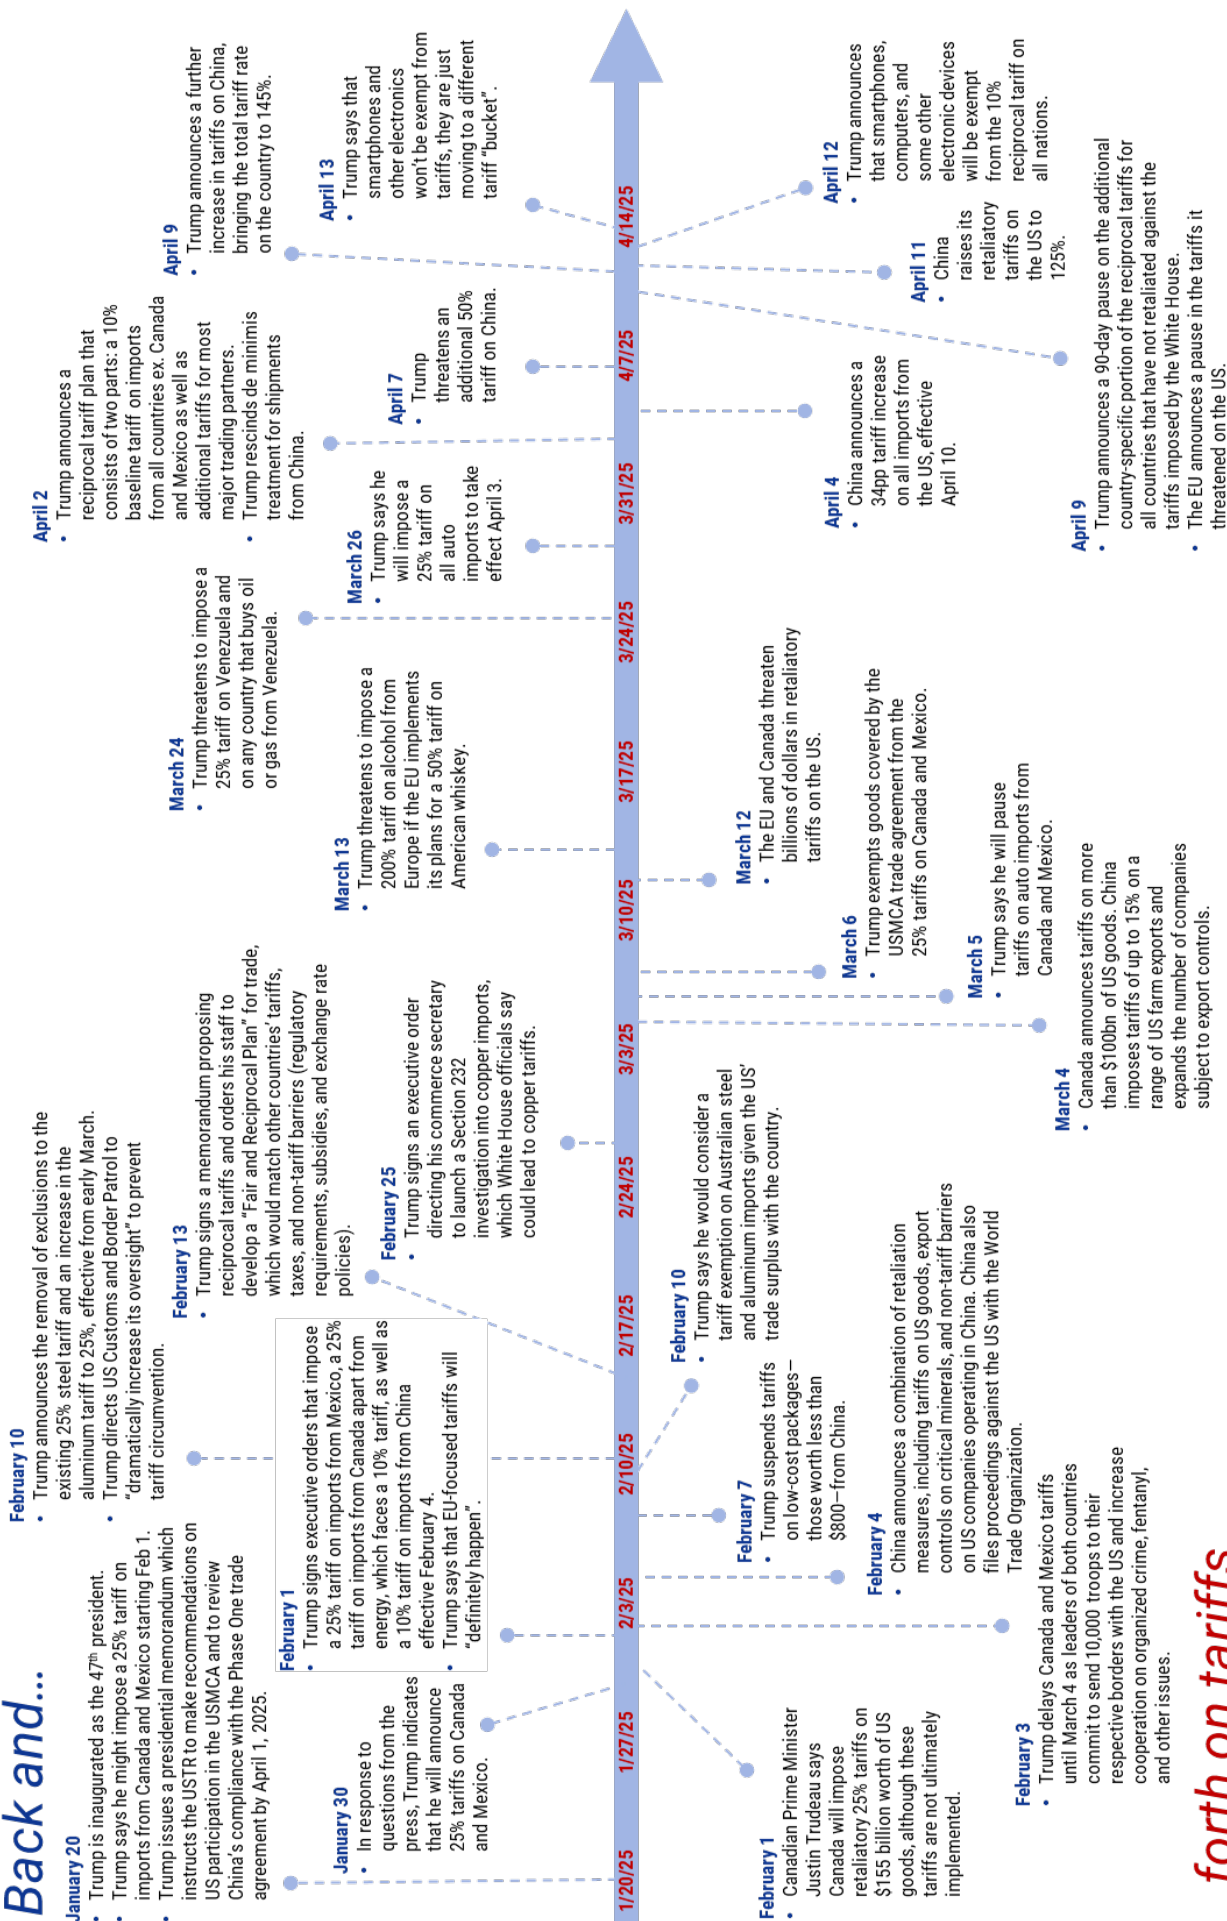 Back and...
January 20
• Trump is inaugurated as the 47th president.
• Trump says he might impose a 25% tariff on
imports from Canada and Mexico starting Feb 1.
• Trump issues a presidential memorandum which
instructs the USTR to make recommendations on
US participation in the USMCA and to review
China's compliance with the Phase One trade
agreement by April 1, 2025.
January 30
• In response to
questions from the
press, Trump indicates
that he will announce
25% tariffs on Canada
and Mexico.
February 1
• Trump signs executive orders that impose
a 25% tariff on imports from Mexico, a 25%
tariff on imports from Canada apart from
energy, which faces a 10% tariff, as well as
a 10% tariff on imports from China
effective February 4.
• Trump says that EU-focused tariffs will
“definitely happen”.
February 10
• Trump announces the removal of exclusions to the
existing 25% steel tariff and an increase in the
aluminum tariff to 25%, effective from early March.
• Trump directs US Customs and Border Patrol to
“dramatically increase its oversight” to prevent
tariff circumvention.
February 13
• Trump signs a memorandum proposing
reciprocal tariffs and orders his staff to
develop a “Fair and Reciprocal Plan” for trade,
which would match other countries’ tariffs,
taxes, and non-tariff barriers (regulatory
requirements, subsidies, and exchange rate
policies).
February 25
• Trump signs an executive order
directing his commerce secretary
to launch a Section 232
investigation into copper imports,
which White House officials say
could lead to copper tariffs.
March 13
• Trump threatens to impose a
200% tariff on alcohol from
Europe if the EU implements
its plans for a 50% tariff on
American whiskey.
March 24
• Trump threatens to impose a
25% tariff on Venezuela and
on any country that buys oil
or gas from Venezuela.
March 26
• Trump says he
will impose a
25% tariff on
all auto
imports to take
effect April 3.
April 2
• Trump announces a
reciprocal tariff plan that
consists of two parts: a 10%
baseline tariff on imports
from all countries ex. Canada
and Mexico as well as
additional tariffs for most
major trading partners.
• Trump rescinds de minimis
treatment for shipments
from China.
April 7
• Trump
threatens an
additional 50%
tariff on China.
April 9
• Trump announces a further
increase in tariffs on China,
bringing the total tariff rate
on the country to 145%.
April 13
• Trump says that
smartphones and
other electronics
won't be exempt from
tariffs, they are just
moving to a different
tariff “bucket”.
1/20/25
1/27/25
2/3/25
2/10/25
2/17/25
2/24/25
3/3/25
3/10/25
3/17/25
3/24/25
3/31/25
4/7/25
4/14/25
February 1
• Canadian Prime Minister
Justin Trudeau says
Canada will impose
retaliatory 25% tariffs on
$155 billion worth of US
goods, although these
tariffs are not ultimately
implemented.
February 3
• Trump delays Canada and Mexico tariffs
until March 4 as leaders of both countries
commit to send 10,000 troops to their
respective borders with the US and increase
cooperation on organized crime, fentanyl,
and other issues.
February 4
• China announces a combination of retaliation
measures, including tariffs on US goods, export
controls on critical minerals, and non-tariff barriers
on US companies operating in China. China also
files proceedings against the US with the World
Trade Organization.
February 7
• Trump suspends tariffs
on low-cost packages—
those worth less than
$800—from China.
February 10
• Trump says he would consider a
tariff exemption on Australian steel
and aluminum imports given the US’
trade surplus with the country.
March 4
• Canada announces tariffs on more
than $100bn of US goods. China
imposes tariffs of up to 15% on a
range of US farm exports and
expands the number of companies
subject to export controls.
March 5
• Trump says he will pause
tariffs on auto imports from
Canada and Mexico.
March 6
• Trump exempts goods covered by the
USMCA trade agreement from the
25% tariffs on Canada and Mexico.
March 12
• The EU and Canada threaten
billions of dollars in retaliatory
tariffs on the US.
April 4
• China announces a
34pp tariff increase
on all imports from
the US, effective
April 10.
April 9
• Trump announces a 90-day pause on the additional
country-specific portion of the reciprocal tariffs for
all countries that have not retaliated against the
tariffs imposed by the White House.
• The EU announces a pause in the tariffs it
threatened on the US.
April 11
• China
raises its
retaliatory
tariffs on
the US to
125%.
April 12
• Trump announces
that smartphones,
computers, and
some other
electronic devices
will be exempt
from the 10%
reciprocal tariff on
all nations.
forth on tariffs